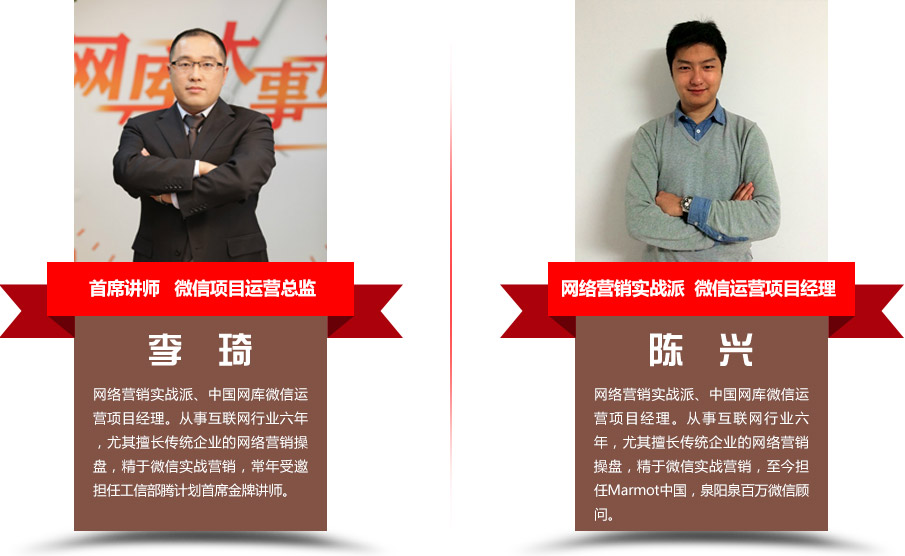 网库大事
首席讲师 微信项目运营总监
李 琦
网络营销实战派、中国网库微信运
营项目经理。从事互联网行业六年
，尤其擅长传统企业的网络营销操
盘，精于微信实战营销，常年受邀
担任工信部腾计划首席金牌讲师。
网络营销实战派 微信运营项目经理
陈 兴
网络营销实战派、中国网库微信运
营项目经理。从事互联网行业六
年，尤其擅长传统企业的网络营销
操盘，精于微信实战营销，至今担
任Marmot中国，泉阳泉百万微信顾
问。